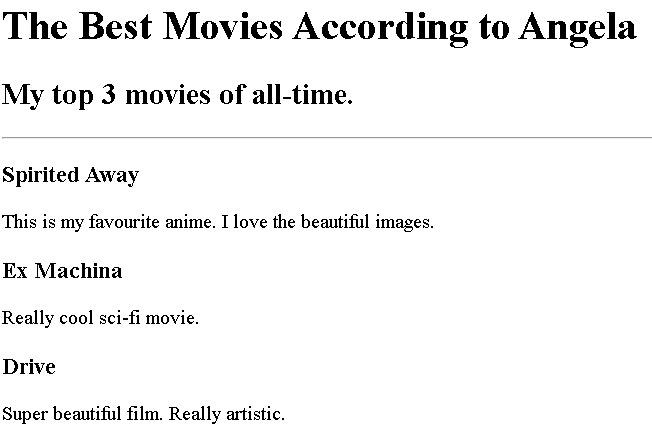 The Best Movies According to Angela
My top 3 movies of all-time.
Spirited Away
This is my favourite anime. I love the beautiful images.
Ex Machina
Really cool sci-fi movie.
Drive
Super beautiful film. Really artistic.